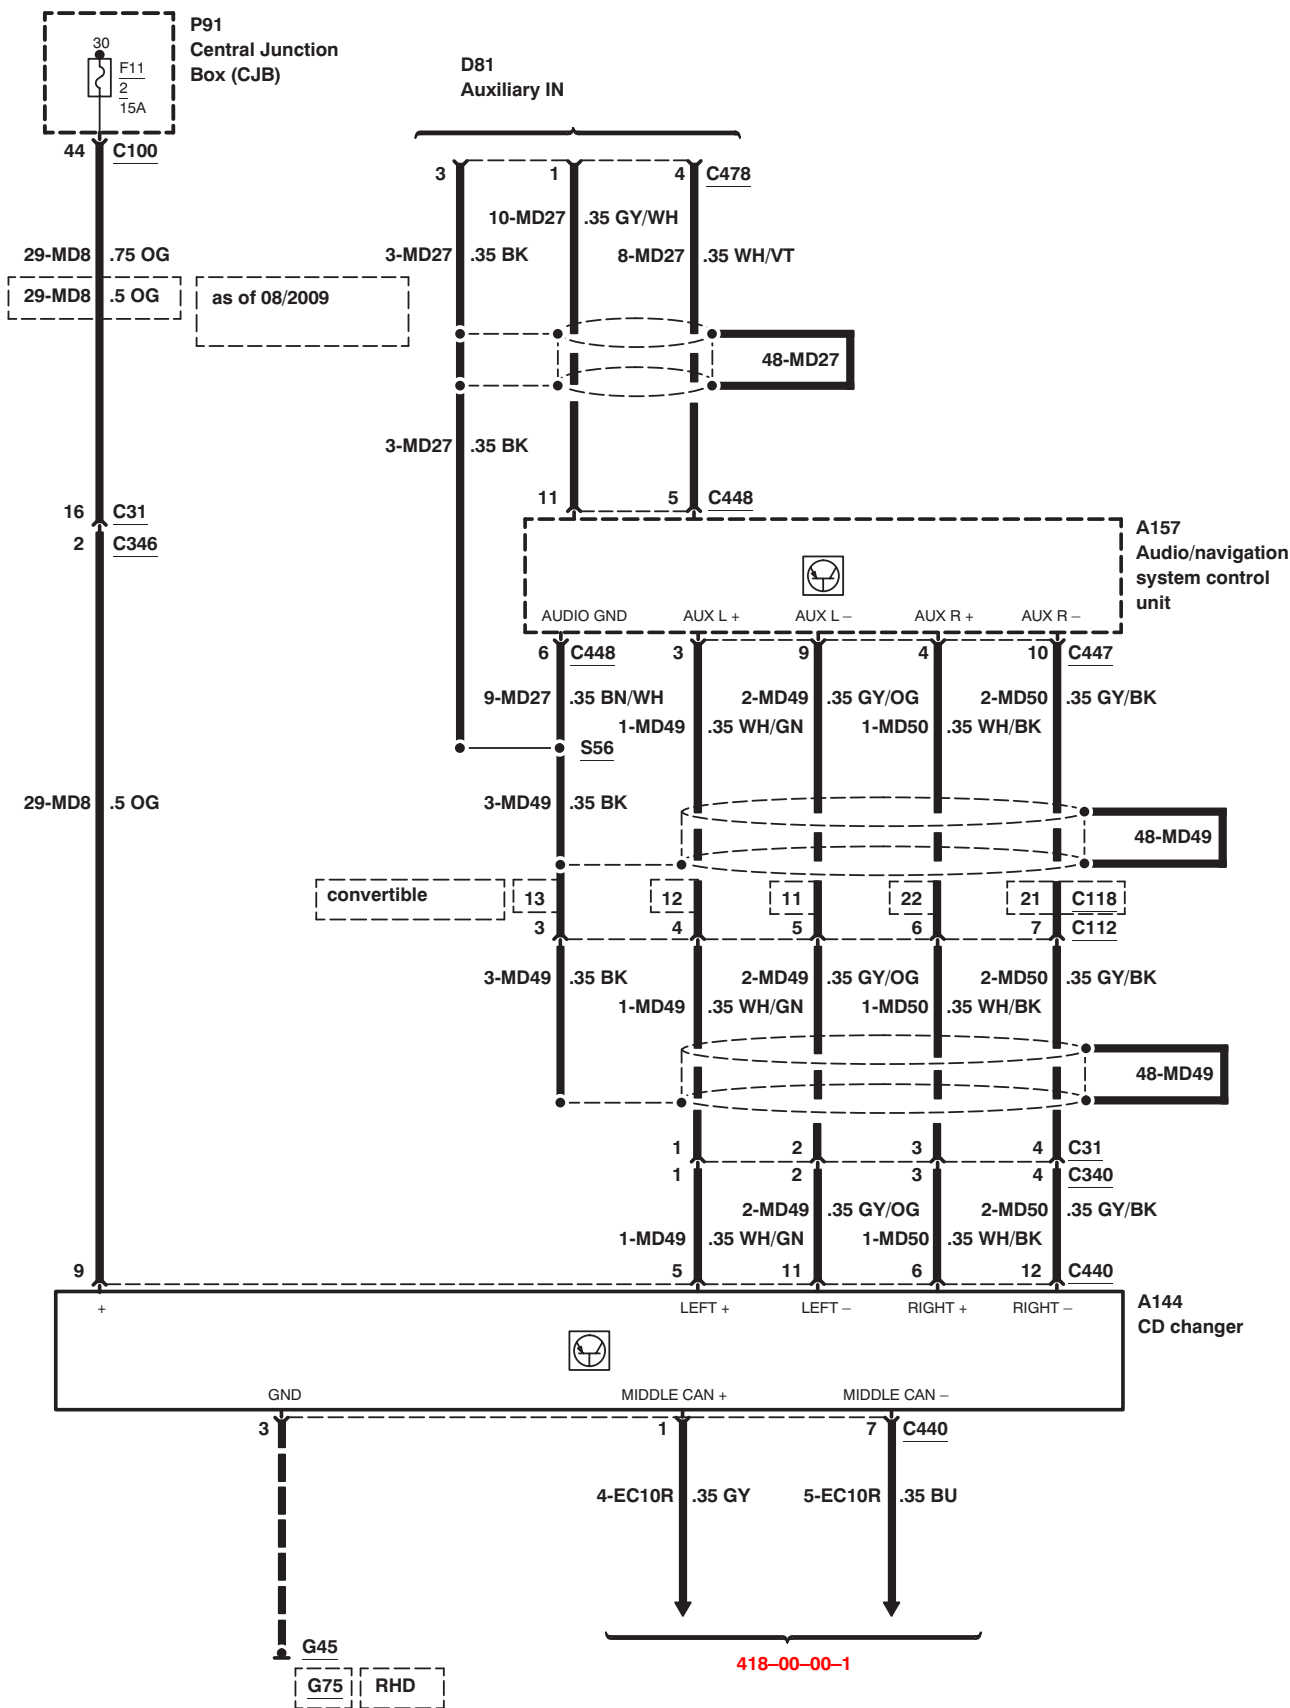 P91
Central Junction
Box (CJB)
30
F11
2
15A
D81
Auxiliary IN
44 C100
3 1 4 C478
10-MD27 .35 GY/WH
29-MD8 .75 OG 3-MD27 .35 BK 8-MD27 .35 WH/VT
29-MD8 .5 OG as of 08/2009
48-MD27
3-MD27 .35 BK
16 C31
11 5 C448
2 C346
A157
Audio/navigation
system control
unit
AUDIO GND AUX L + AUX L – AUX R + AUX R –
6 C448 3 9 4 10 C447
9-MD27 .35 BN/WH 2-MD49 .35 GY/OG 2-MD50 .35 GY/BK
1-MD49 .35 WH/GN 1-MD50 .35 WH/BK
S56
29-MD8 .5 OG 3-MD49 .35 BK
48-MD49
convertible 13 12 11 22 21 C118
3 4 5 6 7 C112
3-MD49 .35 BK 2-MD49 .35 GY/OG 2-MD50 .35 GY/BK
1-MD49 .35 WH/GN 1-MD50 .35 WH/BK
48-MD49
1 2 3 4 C31
1 2 3 4 C340
2-MD49 .35 GY/OG 2-MD50 .35 GY/BK
1-MD49 .35 WH/GN 1-MD50 .35 WH/BK
9 5 11 6 12 C440
+ LEFT + LEFT – RIGHT + RIGHT –
A144
CD changer
GND MIDDLE CAN + MIDDLE CAN –
3 1 7 C440
4-EC10R .35 GY 5-EC10R .35 BU
G45
G75 RHD
418–00–00–1